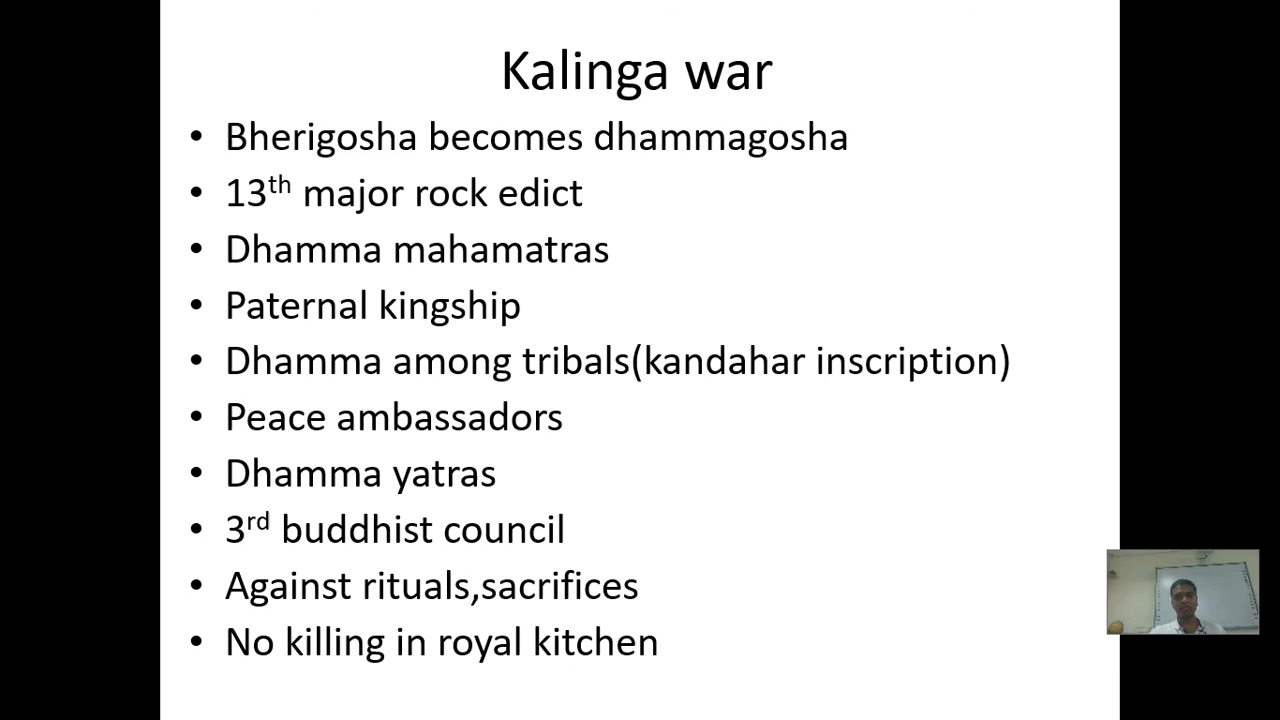 Kalinga war
• Bherigosha becomes dhammagosha
• 13th major rock edict
• Dhamma mahamatras
• Paternal kingship
• Dhamma among tribals(kandahar inscription)
• Peace ambassadors
• Dhamma yatras
• 3rd buddhist council
• Against rituals,sacrifices
• No killing in royal kitchen